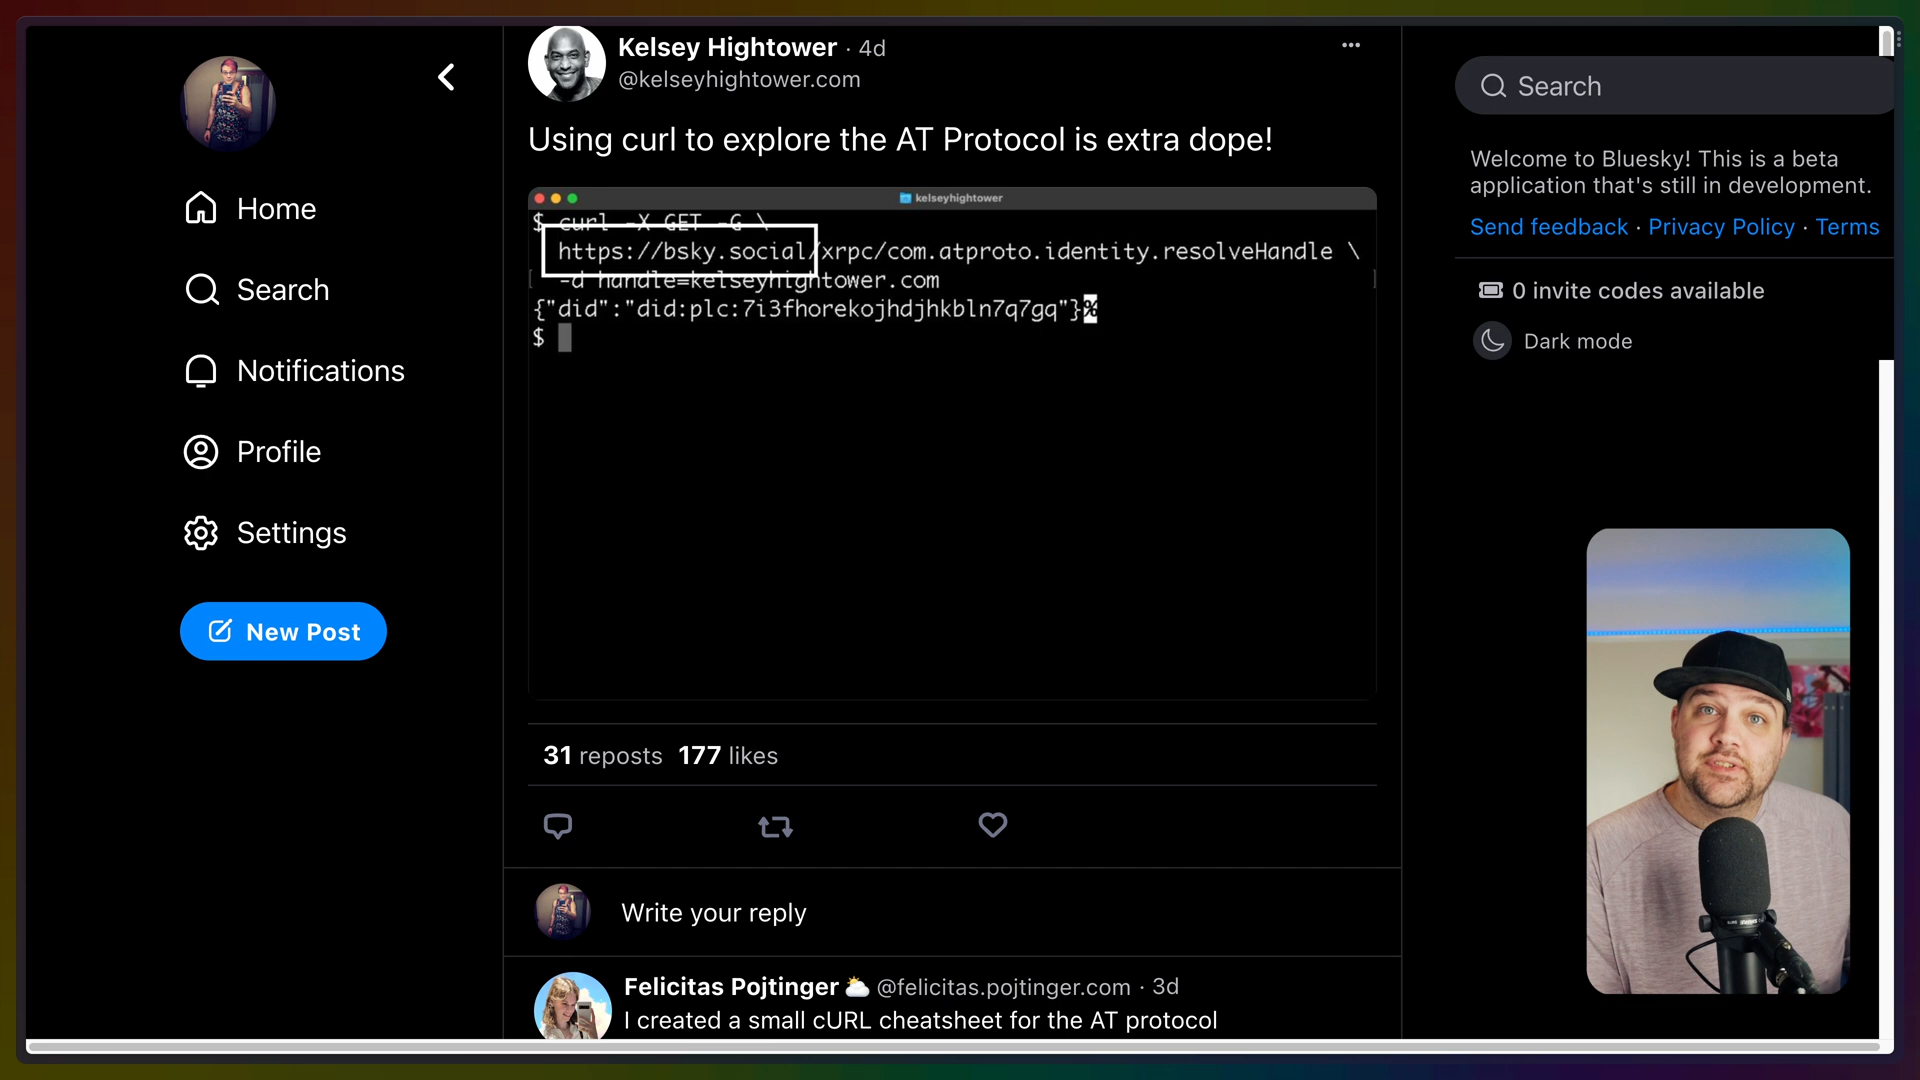 Home
Search
Notifications
Profile
Settings
New Post
Kelsey Hightower · 4d
@kelseyhightower.com
Using curl to explore the AT Protocol is extra dope!
kelseyhightower
$ curl -X GET -G \
https://bsky.social/xrpc/com.atproto.identity.resolveHandle \
-d handle=kelseyhightower.com
{"did":"did:plc:7i3fhorekojhdjhkbln7q7gq"}%
$
31 reposts 177 likes
Write your reply
Felicitas Pojtinger 🌤️ @felicitas.pojtinger.com · 3d
I created a small cURL cheatsheet for the AT protocol
Search
Welcome to Bluesky! This is a beta
application that's still in development.
Send feedback · Privacy Policy · Terms
0 invite codes available
Dark mode